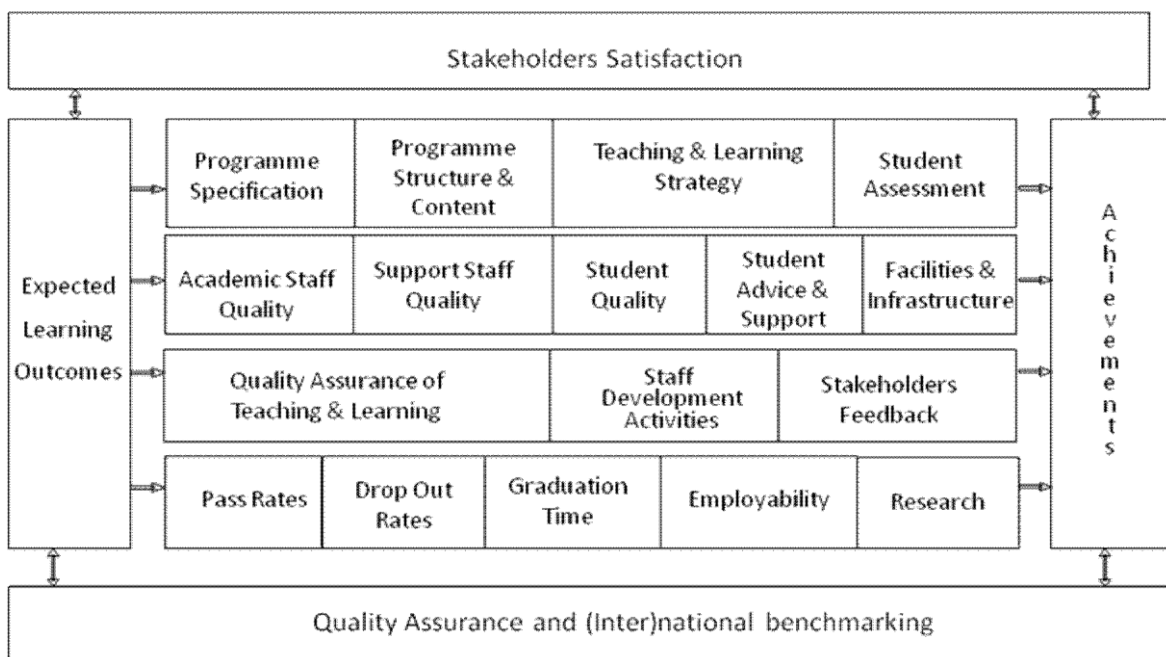 Stakeholders Satisfaction
Programme
Specification
Programme
Structure &
Content
Teaching & Learning
Strategy
Student
Assessment
Expected
Learning
Outcomes
Academic Staff
Quality
Support Staff
Quality
Student
Quality
Student
Advice &
Support
Facilities &
Infrastructure
Quality Assurance of
Teaching & Learning
Staff
Development
Activities
Stakeholders
Feedback
Pass Rates
Drop Out
Rates
Graduation
Time
Employability
Research
Achievements
Quality Assurance and (Inter)national benchmarking